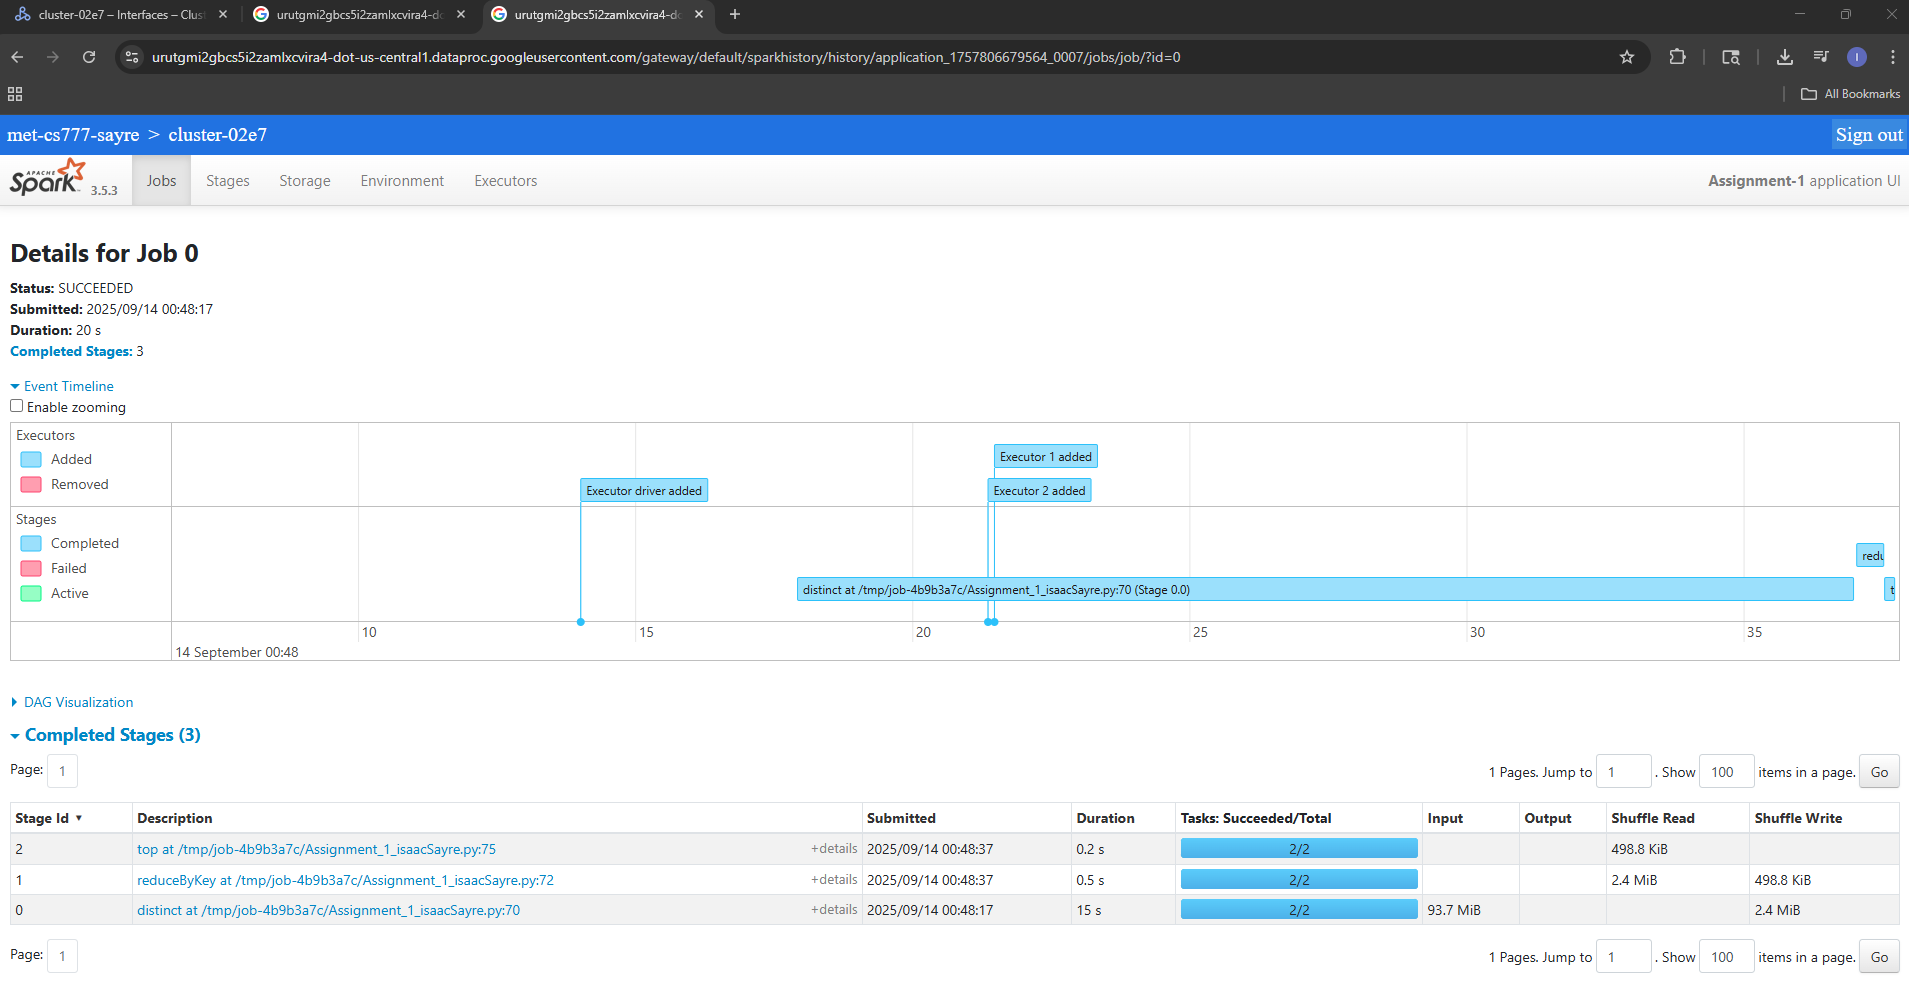 cluster-02e7 – Interfaces – Clus
urutgmi2gbcs5i2zamlxcvira4-do
urutgmi2gbcs5i2zamlxcvira4-do
urutgmi2gbcs5i2zamlxcvira4-dot-us-central1.dataproc.googleusercontent.com/gateway/default/sparkhistory/history/application_1757806679564_0007/jobs/job/?id=0
I
All Bookmarks
met-cs777-sayre > cluster-02e7
Sign out
APACHE Spark 3.5.3
Jobs Stages Storage Environment Executors
Assignment-1 application UI
Details for Job 0
Status: SUCCEEDED
Submitted: 2025/09/14 00:48:17
Duration: 20 s
Completed Stages: 3
Event Timeline
Enable zooming
Executors
Added
Removed
Executor 1 added
Executor driver added
Executor 2 added
Stages
Completed
Failed
Active
redu
distinct at /tmp/job-4b9b3a7c/Assignment_1_isaacSayre.py:70 (Stage 0.0)
t
10 15 20 25 30 35
14 September 00:48
DAG Visualization
Completed Stages (3)
Page: 1
1 Pages. Jump to 1 . Show 100 items in a page. Go
Stage Id ▾ Description Submitted Duration Tasks: Succeeded/Total Input Output Shuffle Read Shuffle Write
2 top at /tmp/job-4b9b3a7c/Assignment_1_isaacSayre.py:75 +details 2025/09/14 00:48:37 0.2 s 2/2 498.8 KiB
1 reduceByKey at /tmp/job-4b9b3a7c/Assignment_1_isaacSayre.py:72 +details 2025/09/14 00:48:37 0.5 s 2/2 2.4 MiB 498.8 KiB
0 distinct at /tmp/job-4b9b3a7c/Assignment_1_isaacSayre.py:70 +details 2025/09/14 00:48:17 15 s 2/2 93.7 MiB 2.4 MiB
Page: 1
1 Pages. Jump to 1 . Show 100 items in a page. Go